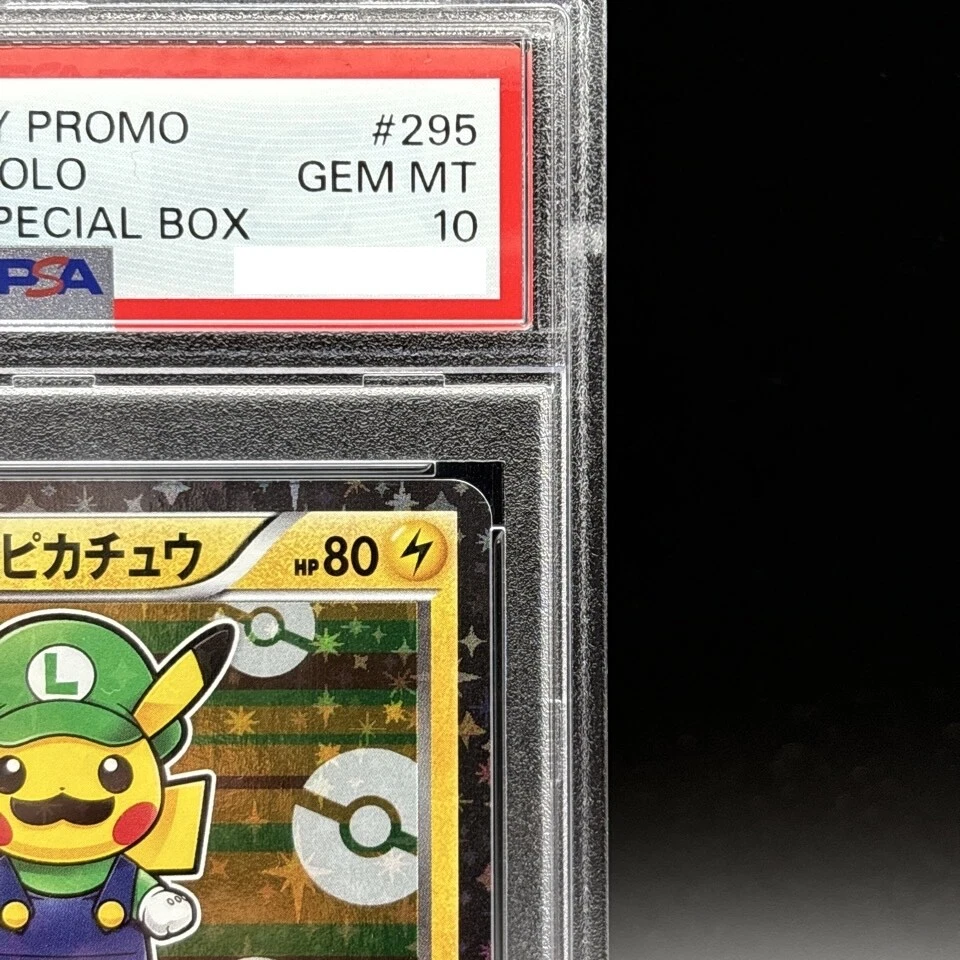 Y PROMO #295
OLO GEM MT
PECIAL BOX 10
PSA
ピカチュウ HP80
L